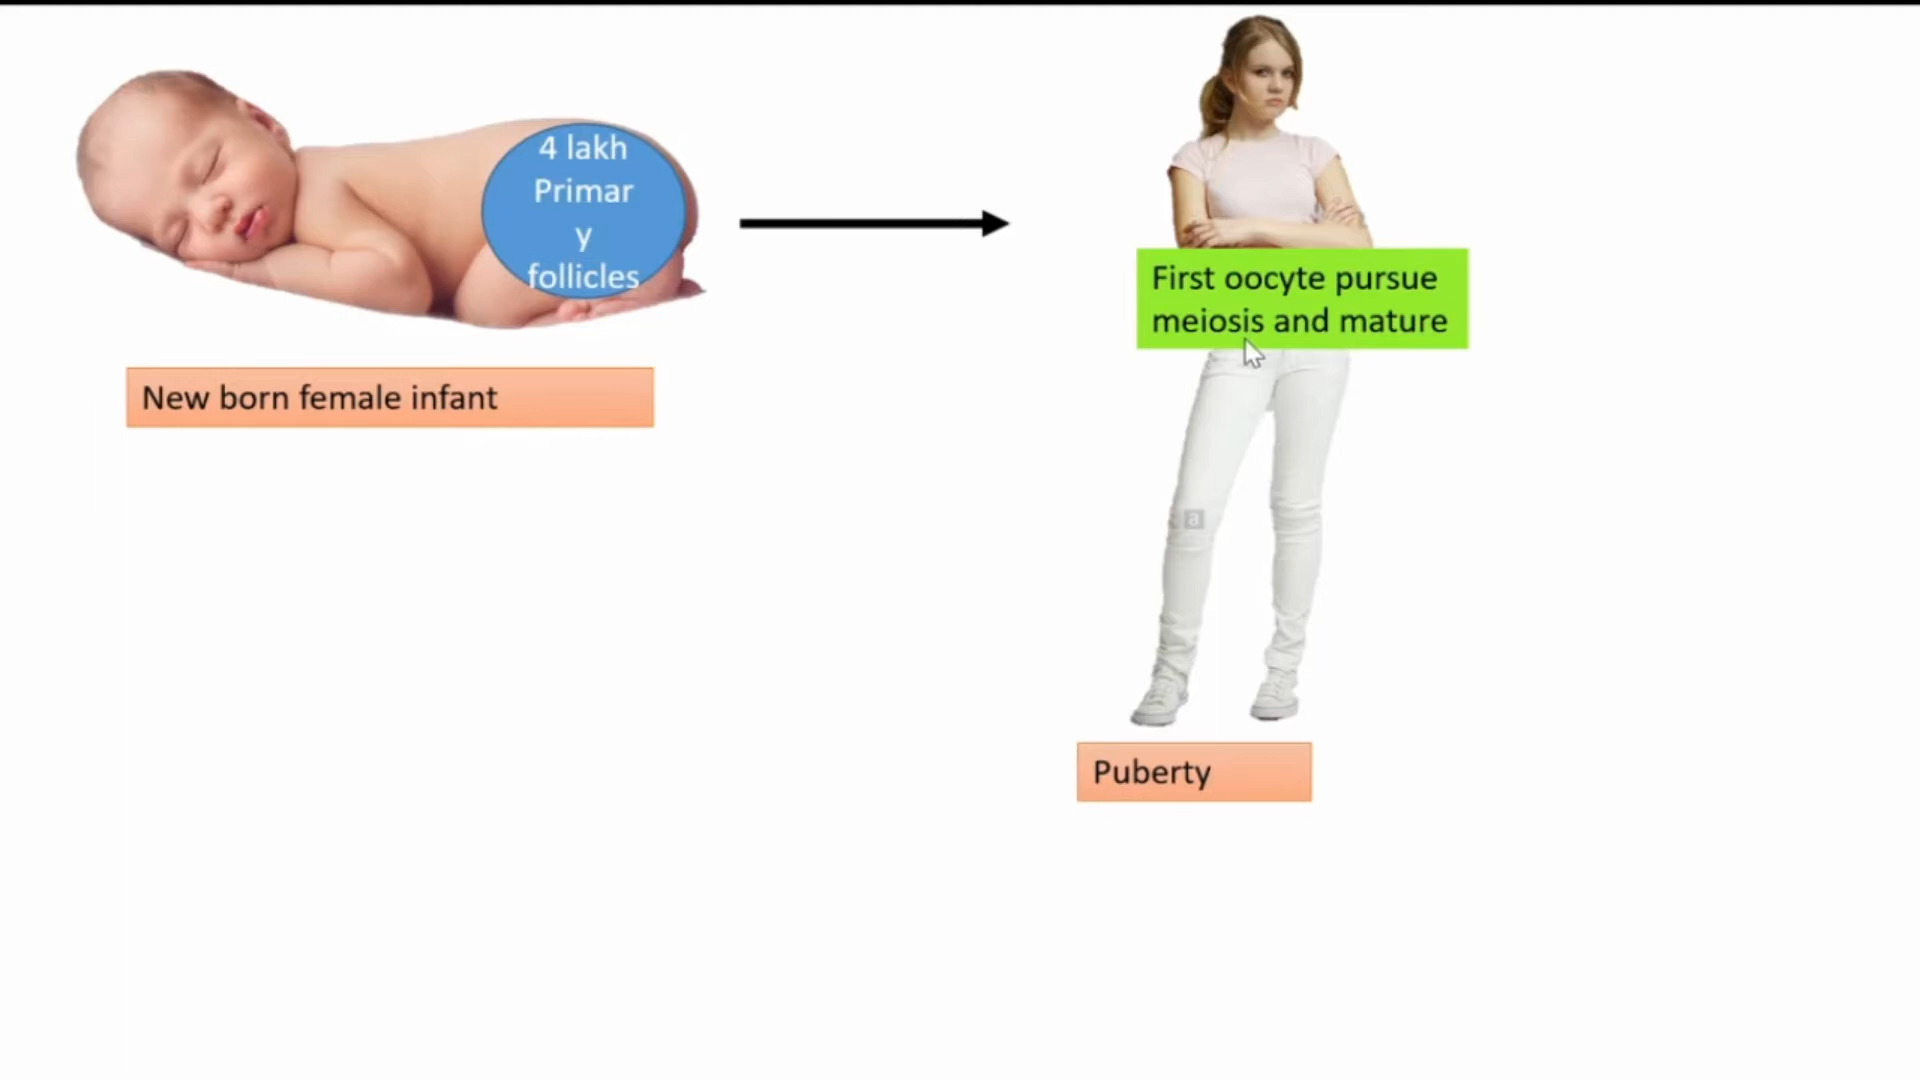 4 lakh
Primar
y
follicles
First oocyte pursue
meiosis and mature
New born female infant
a
Puberty